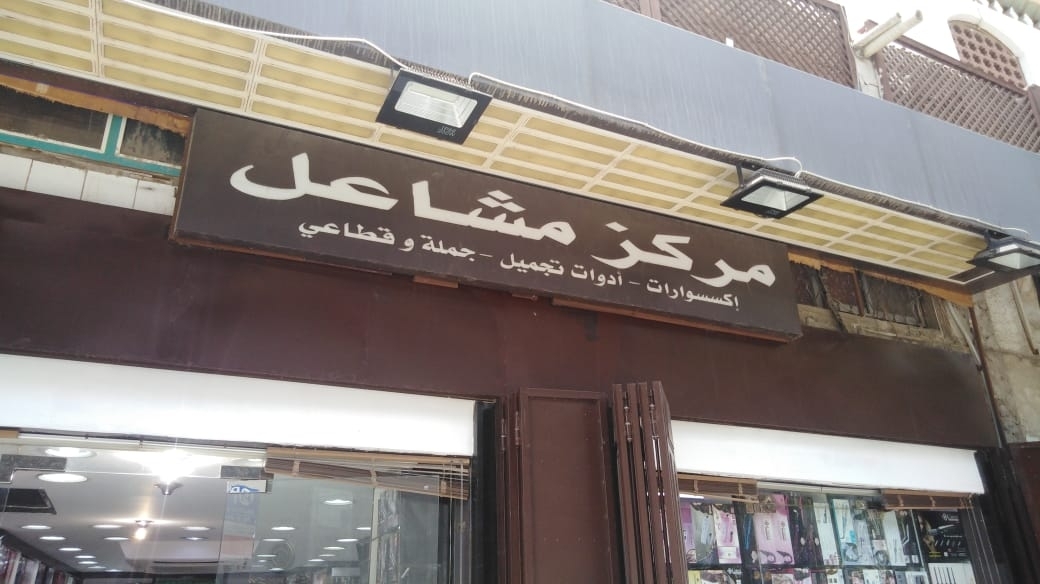 مركز مشاعل
إكسسوارات - أدوات تجميل - جملة و قطاعي